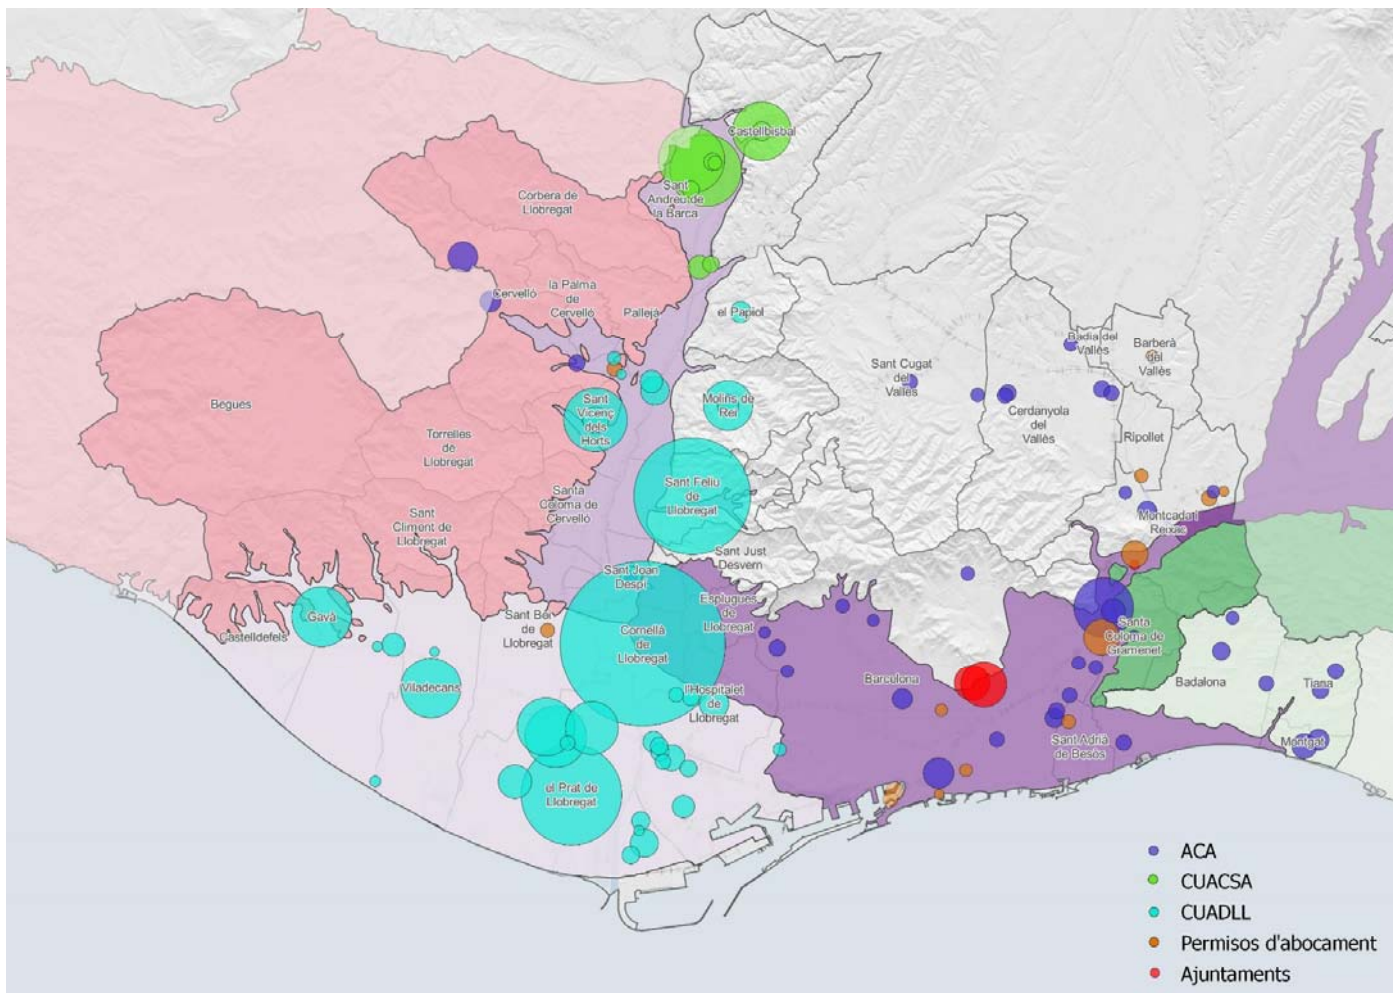 Castellbisbal
Sant
Andreu de
la Barca
Corbera de
Llobregat
Cervelló
la Palma
de
Cervelló
Pallejà
el Papiol
Badia del
Vallès
Barberà
del
Vallès
Sant Cugat
del
Vallès
Begues
Sant
Vicenç
dels
Horts
Molins de
Rei
Cerdanyola
del
Vallès
Ripollet
Torrelles
de
Llobregat
Sant Feliu
de
Llobregat
Santa
Coloma de
Cervelló
Sant
Climent de
Llobregat
Montcada i
Reixac
Sant Just
Desvern
Sant Joan
Despí
Esplugues
de
Llobregat
Gavà
Castelldefels
Sant Boi
de
Llobregat
Cornellà
de
Llobregat
Santa
Coloma de
Gramenet
Viladecans
l'Hospitalet
de
Llobregat
Barcelona
Badalona
Tiana
Sant Adrià
de Besòs
Montgat
el Prat de
Llobregat
ACA
CUACSA
CUADLL
Permisos d'abocament
Ajuntaments